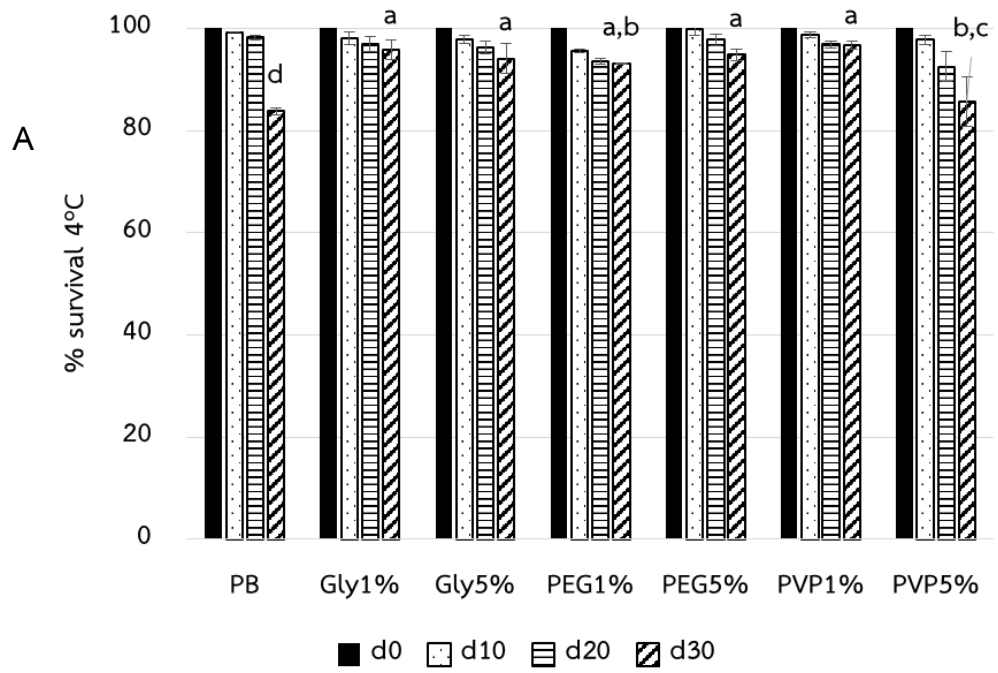 A
% survival 4°C
100
80
60
40
20
0
d
a
a
a,b
a
a
b,c
PB Gly1% Gly5% PEG1% PEG5% PVP1% PVP5%
d0 d10 d20 d30